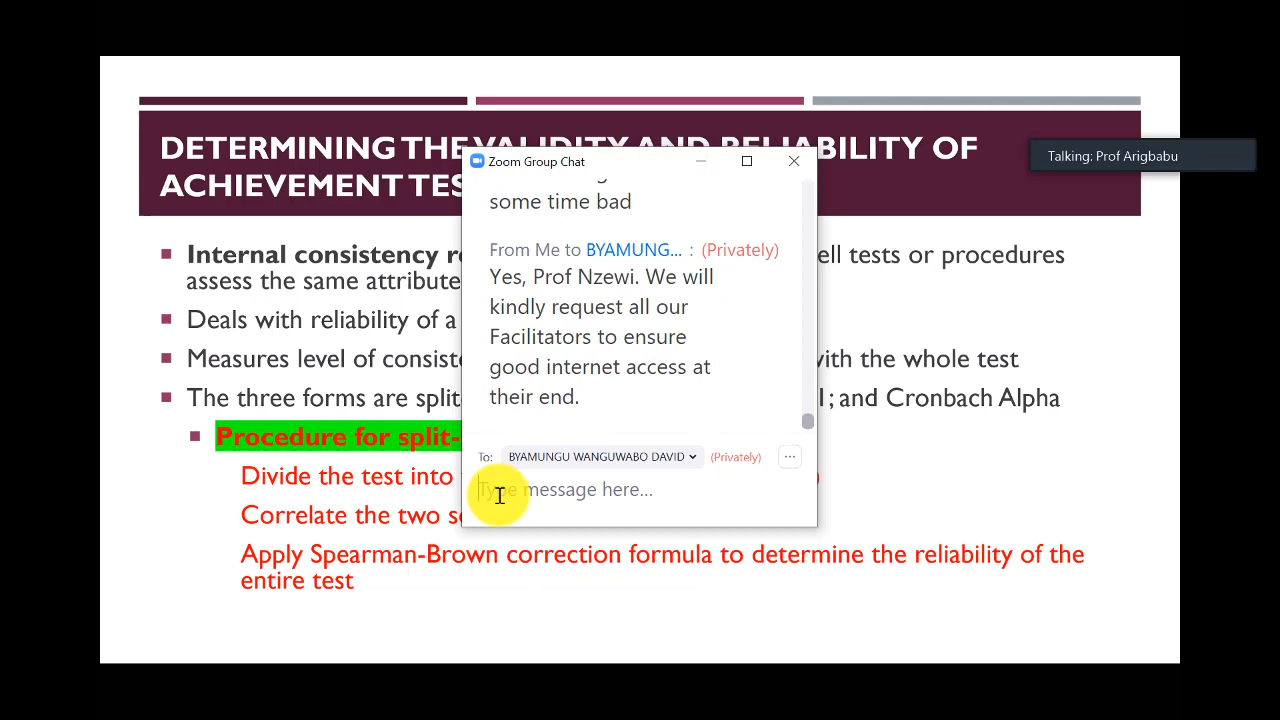 DETERMINING THE VALIDITY AND RELIABILITY OF
ACHIEVEMENT TES
Talking: Prof Arigbabu
Internal consistency re ell tests or procedures
assess the same attribute
Deals with reliability of a
Measures level of consiste with the whole test
The three forms are split- 1; and Cronbach Alpha
Procedure for split-
Divide the test into
Correlate the two s
Apply Spearman-Brown correction formula to determine the reliability of the
entire test
Zoom Group Chat
some time bad
From Me to BYAMUNG... : (Privately)
Yes, Prof Nzewi. We will
kindly request all our
Facilitators to ensure
good internet access at
their end.
To: BYAMUNGU WANGUWABO DAVID (Privately) ...
Type message here...